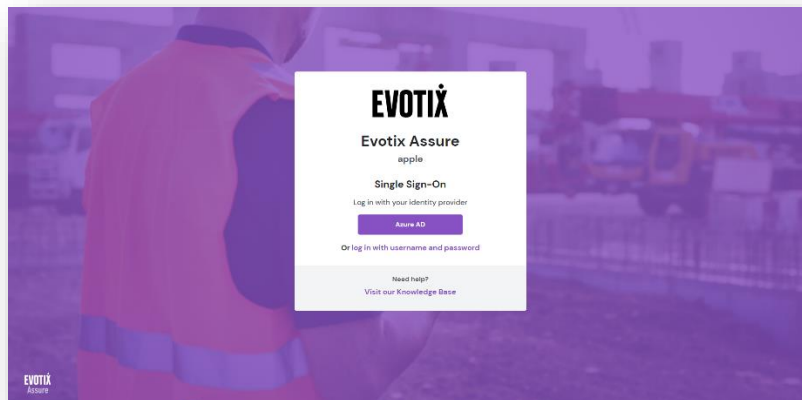 EVOTIX
Evotix Assure
apple
Single Sign-On
Log in with your identity provider
Azure AD
Or log in with username and password
Need help?
Visit our Knowledge Base
EVOTIX
Assure